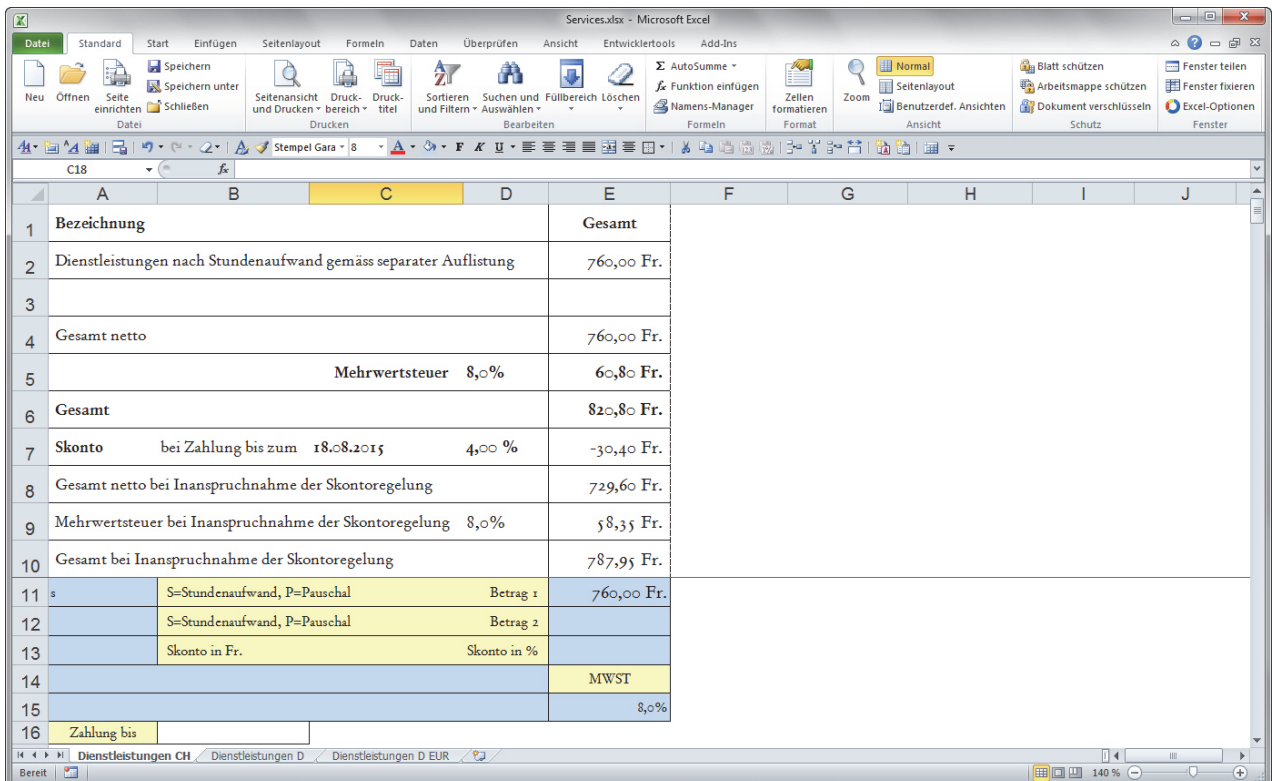 Services.xlsx - Microsoft Excel
Datei Standard Start Einfügen Seitenlayout Formeln Daten Überprüfen Ansicht Entwicklertools Add-Ins
Neu Öffnen Seite einrichten Speichern Speichern unter Schließen
Seitenansicht und Drucken Druck-bereich Druck-titel
Sortieren und Filtern Suchen und Auswählen Füllbereich Löschen
Σ AutoSumme fx Funktion einfügen Namens-Manager
Zellen formatieren
Zoom Normal Seitenlayout Benutzerdef. Ansichten
Blatt schützen Arbeitsmappe schützen Dokument verschlüsseln
Fenster teilen Fenster fixieren Excel-Optionen
Datei Drucken Bearbeiten Formeln Format Ansicht Schutz Fenster
Stempel Gara 8 A F K U
C18 fx
A B C D E F G H I J
1 Bezeichnung Gesamt
2 Dienstleistungen nach Stundenaufwand gemäss separater Auflistung 760,00 Fr.
3
4 Gesamt netto 760,00 Fr.
5 Mehrwertsteuer 8,0% 60,80 Fr.
6 Gesamt 820,80 Fr.
7 Skonto bei Zahlung bis zum 18.08.2015 4,00 % -30,40 Fr.
8 Gesamt netto bei Inanspruchnahme der Skontoregelung 729,60 Fr.
9 Mehrwertsteuer bei Inanspruchnahme der Skontoregelung 8,0% 58,35 Fr.
10 Gesamt bei Inanspruchnahme der Skontoregelung 787,95 Fr.
11 s S=Stundenaufwand, P=Pauschal Betrag 1 760,00 Fr.
12 S=Stundenaufwand, P=Pauschal Betrag 2
13 Skonto in Fr. Skonto in %
14 MWST
15 8,0%
16 Zahlung bis
Dienstleistungen CH Dienstleistungen D Dienstleistungen D EUR
Bereit 140 %